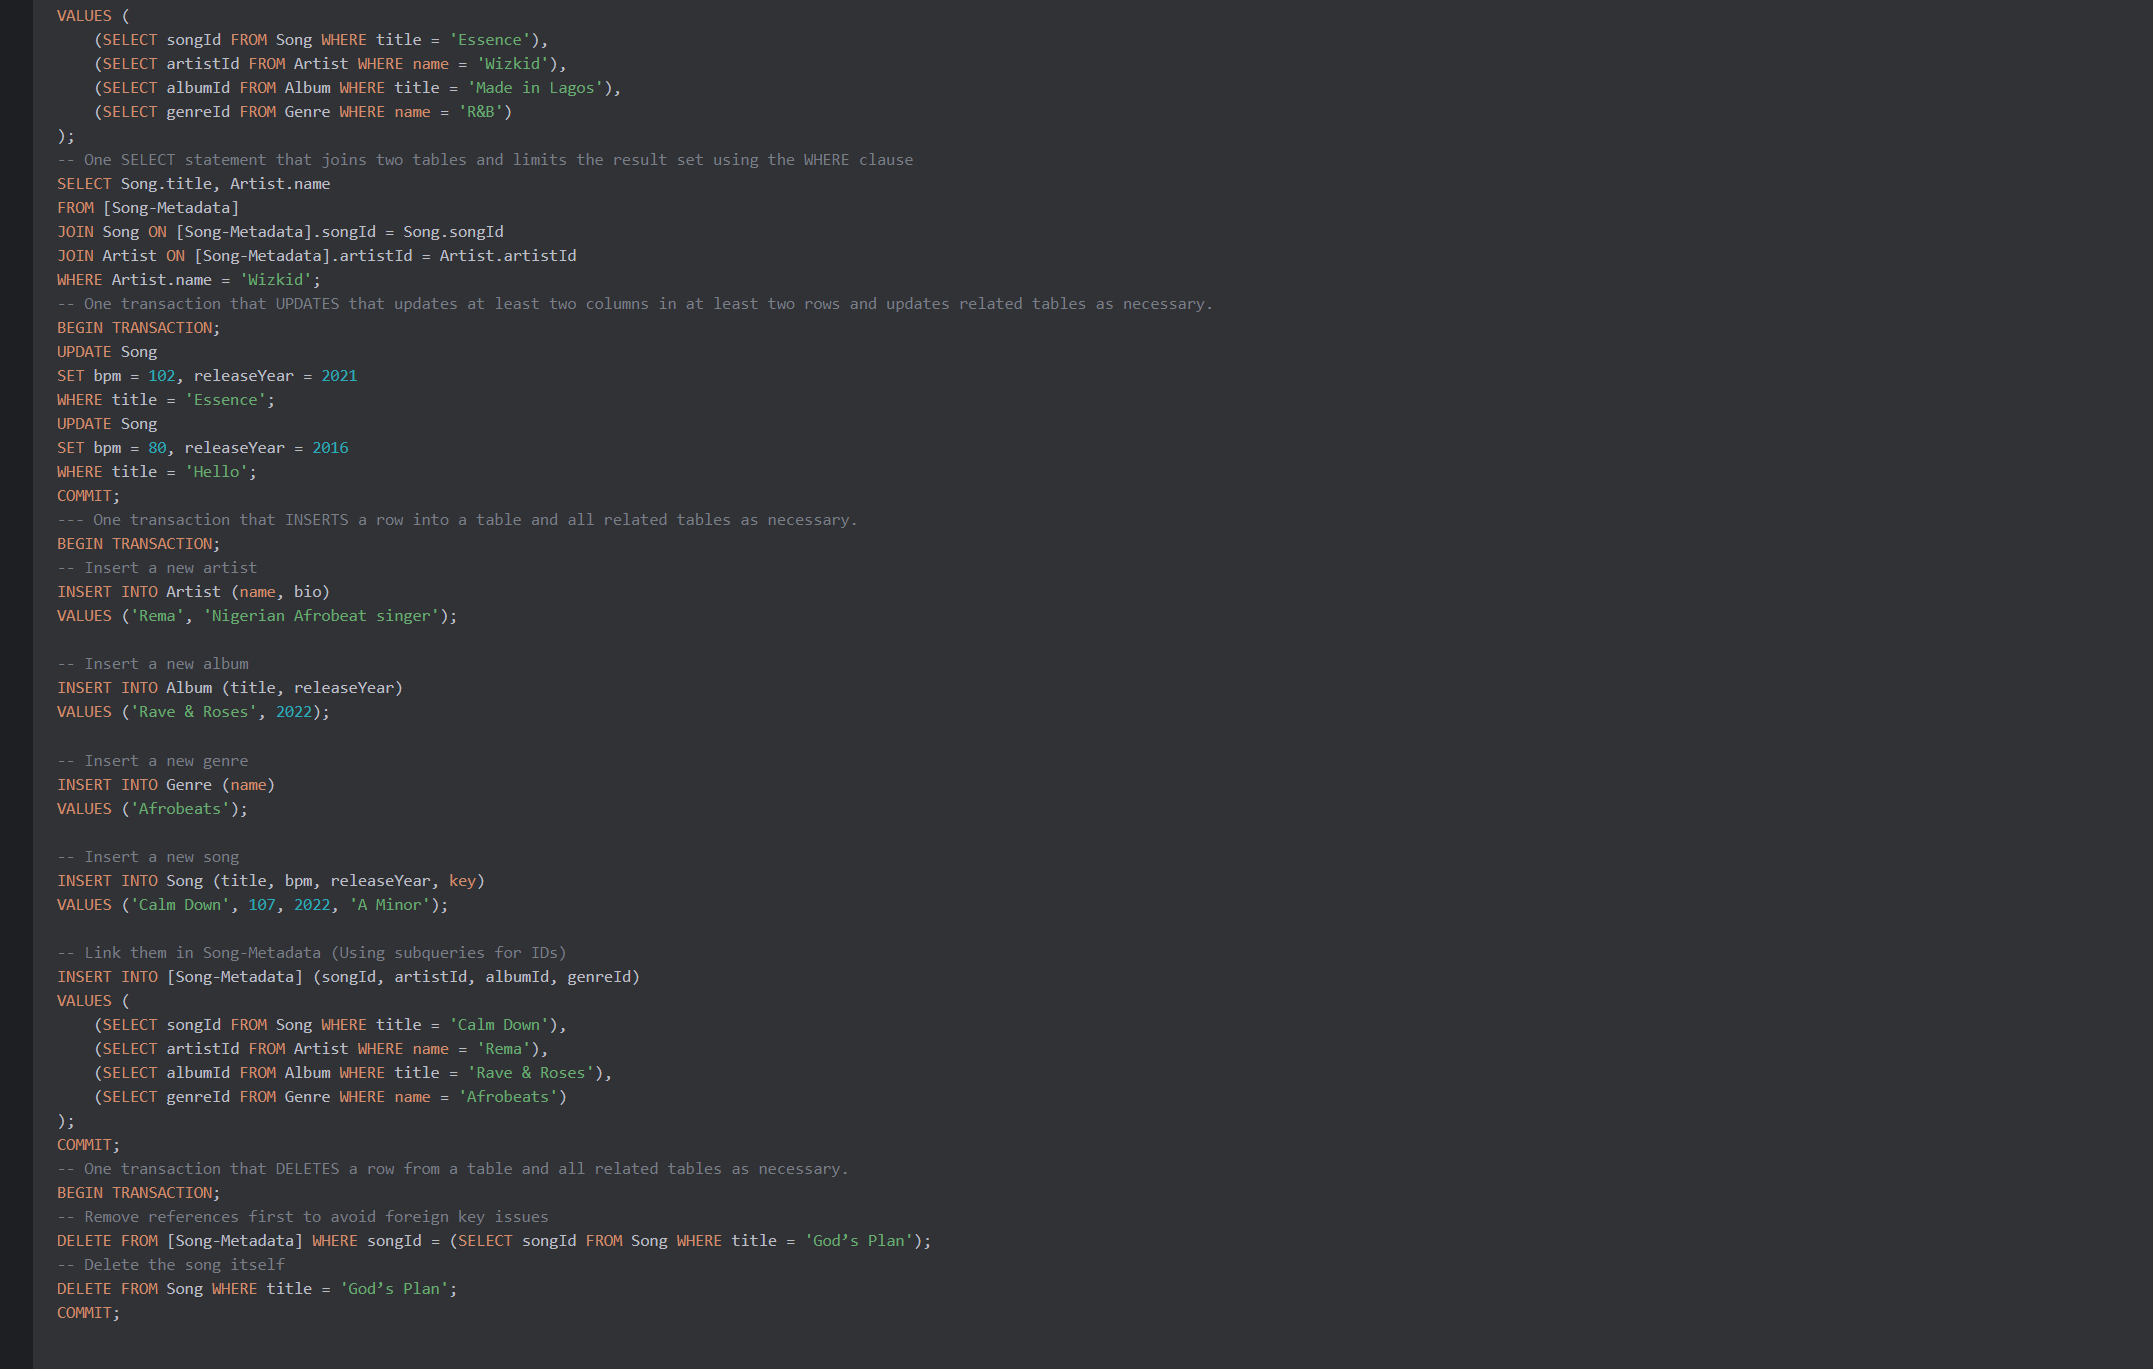 VALUES (
    (SELECT songId FROM Song WHERE title = 'Essence'),
    (SELECT artistId FROM Artist WHERE name = 'Wizkid'),
    (SELECT albumId FROM Album WHERE title = 'Made in Lagos'),
    (SELECT genreId FROM Genre WHERE name = 'R&B')
);
-- One SELECT statement that joins two tables and limits the result set using the WHERE clause
SELECT Song.title, Artist.name
FROM [Song-Metadata]
JOIN Song ON [Song-Metadata].songId = Song.songId
JOIN Artist ON [Song-Metadata].artistId = Artist.artistId
WHERE Artist.name = 'Wizkid';
-- One transaction that UPDATES that updates at least two columns in at least two rows and updates related tables as necessary.
BEGIN TRANSACTION;
UPDATE Song
SET bpm = 102, releaseYear = 2021
WHERE title = 'Essence';
UPDATE Song
SET bpm = 80, releaseYear = 2016
WHERE title = 'Hello';
COMMIT;
--- One transaction that INSERTS a row into a table and all related tables as necessary.
BEGIN TRANSACTION;
-- Insert a new artist
INSERT INTO Artist (name, bio)
VALUES ('Rema', 'Nigerian Afrobeat singer');

-- Insert a new album
INSERT INTO Album (title, releaseYear)
VALUES ('Rave & Roses', 2022);

-- Insert a new genre
INSERT INTO Genre (name)
VALUES ('Afrobeats');

-- Insert a new song
INSERT INTO Song (title, bpm, releaseYear, key)
VALUES ('Calm Down', 107, 2022, 'A Minor');

-- Link them in Song-Metadata (Using subqueries for IDs)
INSERT INTO [Song-Metadata] (songId, artistId, albumId, genreId)
VALUES (
    (SELECT songId FROM Song WHERE title = 'Calm Down'),
    (SELECT artistId FROM Artist WHERE name = 'Rema'),
    (SELECT albumId FROM Album WHERE title = 'Rave & Roses'),
    (SELECT genreId FROM Genre WHERE name = 'Afrobeats')
);
COMMIT;
-- One transaction that DELETES a row from a table and all related tables as necessary.
BEGIN TRANSACTION;
-- Remove references first to avoid foreign key issues
DELETE FROM [Song-Metadata] WHERE songId = (SELECT songId FROM Song WHERE title = 'God’s Plan');
-- Delete the song itself
DELETE FROM Song WHERE title = 'God’s Plan';
COMMIT;